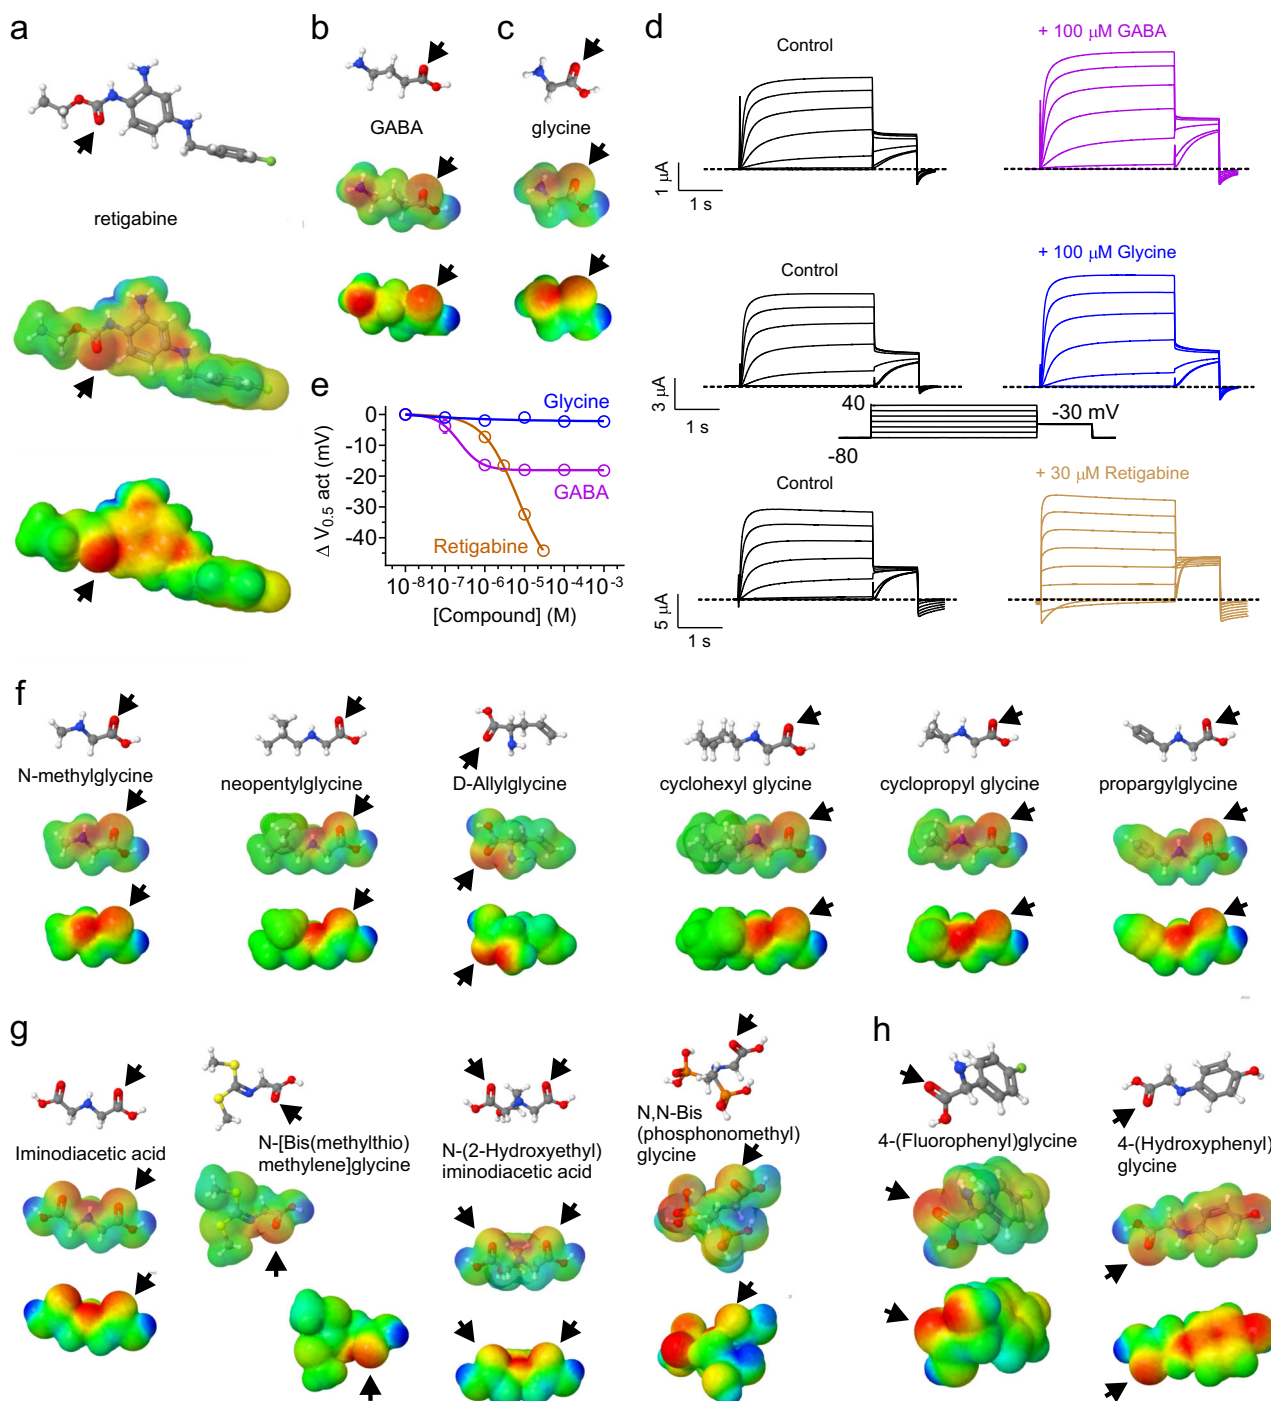 a
b
c
d
retigabine
GABA
glycine
Control
+ 100 μM GABA
1 μA
1 s
Control
+ 100 μM Glycine
3 μA
1 s
40
-30 mV
-80
Control
+ 30 μM Retigabine
5 μA
1 s
e
Δ V0.5 act (mV)
0
-10
-20
-30
-40
Glycine
GABA
Retigabine
10-8 10-7 10-6 10-5 10-4 10-3
[Compound] (M)
f
N-methylglycine
neopentylglycine
D-Allylglycine
cyclohexyl glycine
cyclopropyl glycine
propargylglycine
g
h
Iminodiacetic acid
N-[Bis(methylthio)
methylene]glycine
N-(2-Hydroxyethyl)
iminodiacetic acid
N,N-Bis
(phosphonomethyl)
glycine
4-(Fluorophenyl)glycine
4-(Hydroxyphenyl)
glycine